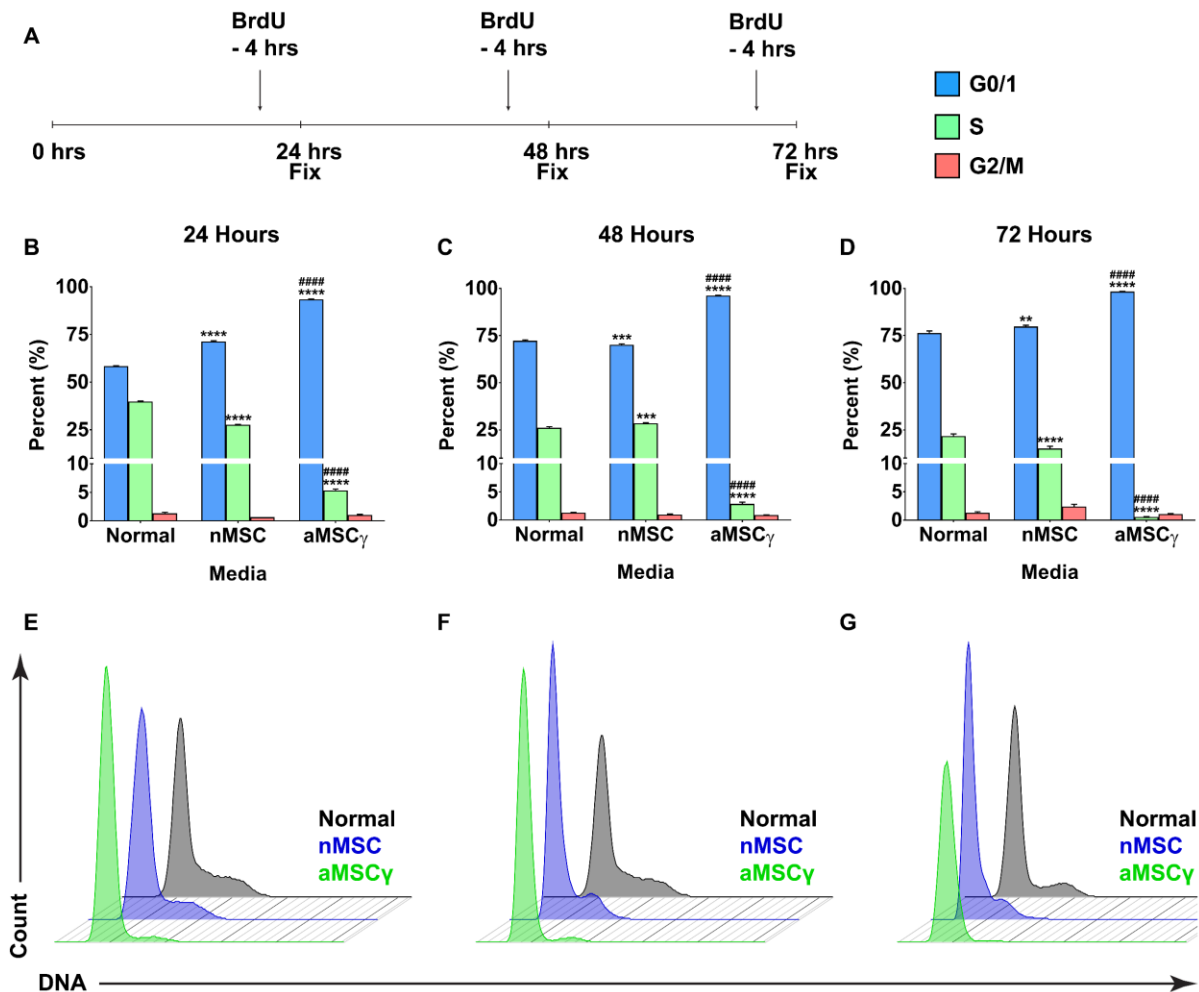 A
BrdU
- 4 hrs
BrdU
- 4 hrs
BrdU
- 4 hrs
0 hrs
24 hrs
Fix
48 hrs
Fix
72 hrs
Fix
G0/1
S
G2/M
B
24 Hours
Percent (%)
100
75
50
25
10
5
0
****
****
####
****
####
****
Normal
nMSC
aMSCγ
Media
C
48 Hours
Percent (%)
100
75
50
25
10
5
0
***
***
####
****
####
****
Normal
nMSC
aMSCγ
Media
D
72 Hours
Percent (%)
100
75
50
25
10
5
0
**
****
####
****
####
****
Normal
nMSC
aMSCγ
Media
E
Normal
nMSC
aMSCγ
F
Normal
nMSC
aMSCγ
G
Normal
nMSC
aMSCγ
Count
DNA